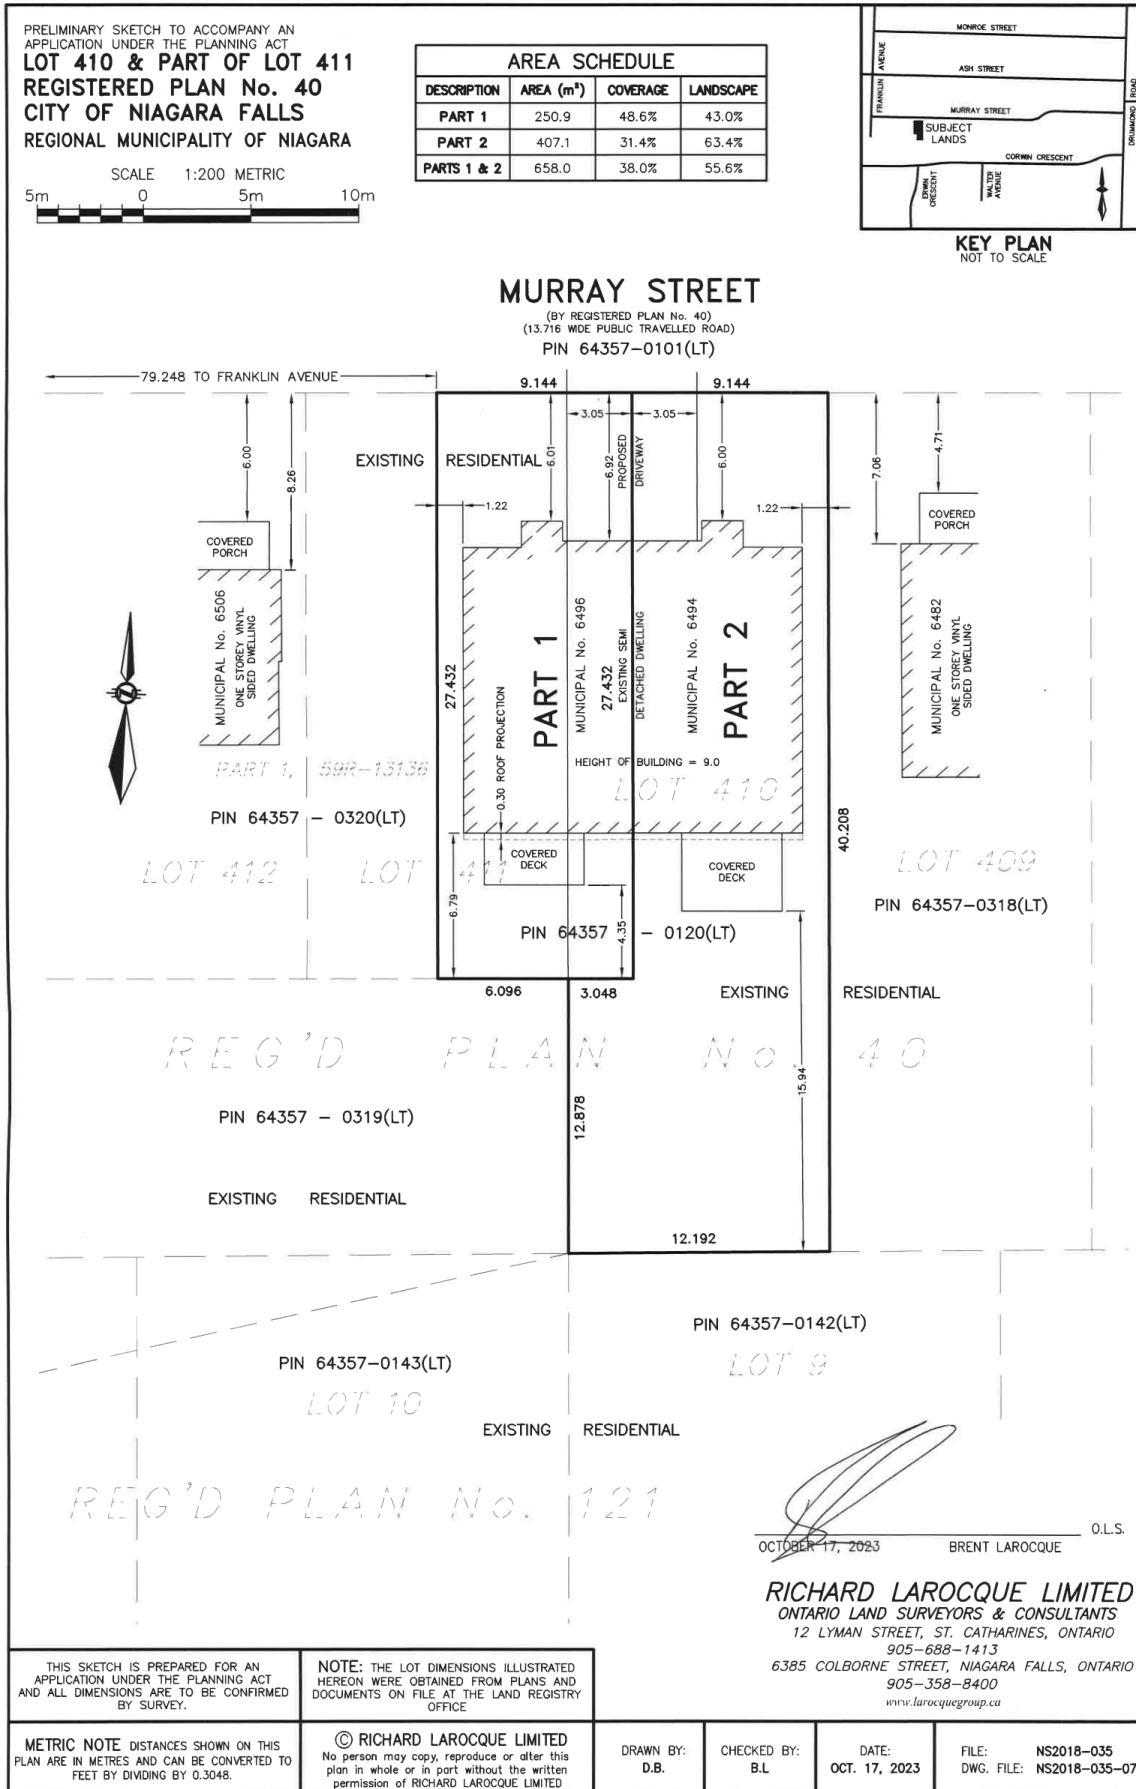 PRELIMINARY SKETCH TO ACCOMPANY AN
APPLICATION UNDER THE PLANNING ACT
LOT 410 & PART OF LOT 411
REGISTERED PLAN No. 40
CITY OF NIAGARA FALLS
REGIONAL MUNICIPALITY OF NIAGARA
SCALE 1:200 METRIC
5m 0 5m 10m
AREA SCHEDULE
DESCRIPTION AREA (m²) COVERAGE LANDSCAPE
PART 1 250.9 48.6% 43.0%
PART 2 407.1 31.4% 63.4%
PARTS 1 & 2 658.0 38.0% 55.6%
MONROE STREET
FRANKLIN AVENUE
ASH STREET
MURRAY STREET
DRUMMOND ROAD
SUBJECT
LANDS
CORWIN CRESCENT
ERWIN
CRESCENT
WALTER
AVENUE
KEY PLAN
NOT TO SCALE
MURRAY STREET
(BY REGISTERED PLAN No. 40)
(13.716 WIDE PUBLIC TRAVELLED ROAD)
PIN 64357-0101(LT)
79.248 TO FRANKLIN AVENUE
9.144
9.144
3.05
3.05
6.00
8.26
6.01
6.92
PROPOSED
DRIVEWAY
6.00
7.06
4.71
EXISTING RESIDENTIAL
1.22
1.22
COVERED
PORCH
COVERED
PORCH
MUNICIPAL No. 6506
ONE STOREY VINYL
SIDED DWELLING
27.432
0.30 ROOF PROJECTION
PART 1
MUNICIPAL No. 6496
27.432
EXISTING SEMI
DETACHED DWELLING
MUNICIPAL No. 6494
PART 2
MUNICIPAL No. 6482
ONE STOREY VINYL
SIDED DWELLING
HEIGHT OF BUILDING = 9.0
PART 1, 59R-13136
LOT 410
PIN 64357 - 0320(LT)
40.208
LOT 412
LOT 411
COVERED
DECK
COVERED
DECK
LOT 409
6.79
4.35
PIN 64357 - 0120(LT)
PIN 64357-0318(LT)
6.096
3.048
EXISTING RESIDENTIAL
REG'D PLAN No. 40
15.94
12.878
PIN 64357 - 0319(LT)
EXISTING RESIDENTIAL
12.192
PIN 64357-0142(LT)
PIN 64357-0143(LT)
LOT 9
LOT 10
EXISTING RESIDENTIAL
REG'D PLAN No. 121
O.L.S.
OCTOBER 17, 2023
BRENT LAROCQUE
RICHARD LAROCQUE LIMITED
ONTARIO LAND SURVEYORS & CONSULTANTS
12 LYMAN STREET, ST. CATHARINES, ONTARIO
905-688-1413
6385 COLBORNE STREET, NIAGARA FALLS, ONTARIO
905-358-8400
www.larocquegroup.ca
THIS SKETCH IS PREPARED FOR AN
APPLICATION UNDER THE PLANNING ACT
AND ALL DIMENSIONS ARE TO BE CONFIRMED
BY SURVEY.
NOTE: THE LOT DIMENSIONS ILLUSTRATED
HEREON WERE OBTAINED FROM PLANS AND
DOCUMENTS ON FILE AT THE LAND REGISTRY
OFFICE
METRIC NOTE DISTANCES SHOWN ON THIS
PLAN ARE IN METRES AND CAN BE CONVERTED TO
FEET BY DIVIDING BY 0.3048.
© RICHARD LAROCQUE LIMITED
No person may copy, reproduce or alter this
plan in whole or in part without the written
permission of RICHARD LAROCQUE LIMITED
DRAWN BY:
D.B.
CHECKED BY:
B.L
DATE:
OCT. 17, 2023
FILE: NS2018-035
DWG. FILE: NS2018-035-07